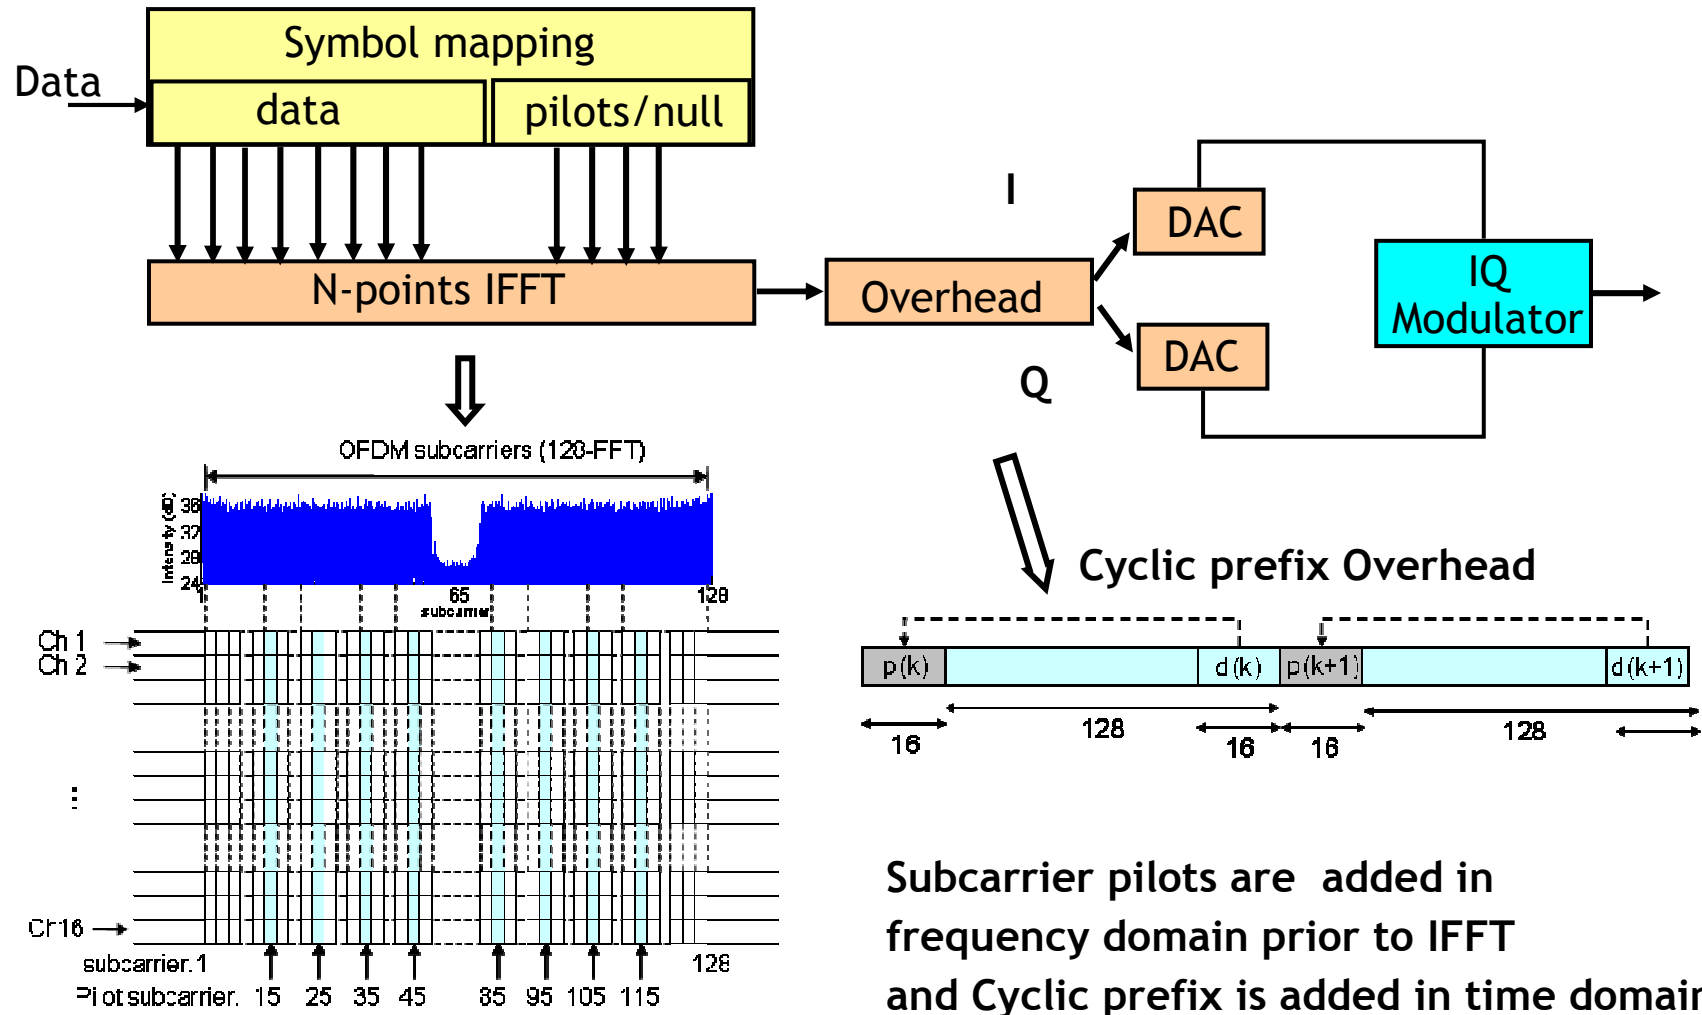 Symbol mapping
Data
data
pilots/null
N-points IFFT
Overhead
I
Q
DAC
DAC
IQ
Modulator
OFDM subcarriers (128-FFT)
Intensity (dB)
36
32
28
24
1
65
128
subcarrier
Ch 1
Ch 2
...
Ch16
subcarrier. 1
128
Pilot subcarrier. 15 25 35 45 85 95 105 115
Cyclic prefix Overhead
p(k) d(k) p(k+1) d(k+1)
16 128 16 16 128
Subcarrier pilots are added in
frequency domain prior to IFFT
and Cyclic prefix is added in time domain